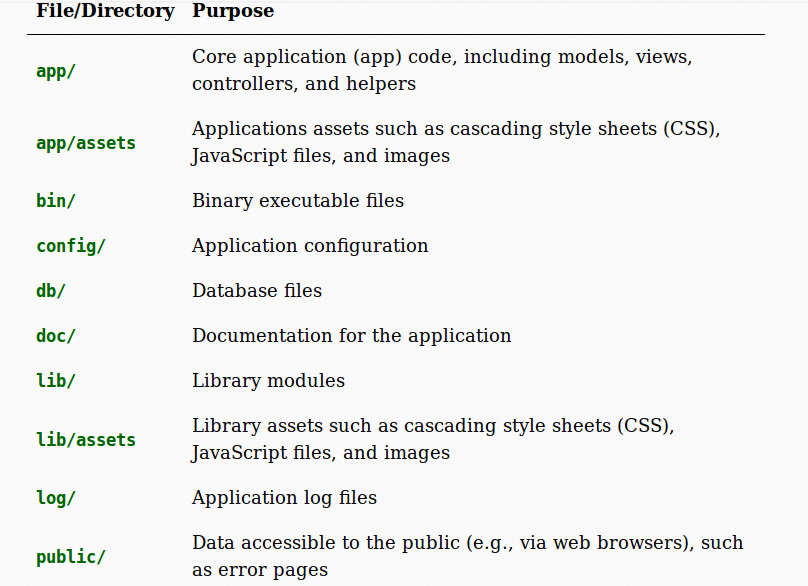 File/Directory Purpose
app/ Core application (app) code, including models, views,
controllers, and helpers
app/assets Applications assets such as cascading style sheets (CSS),
JavaScript files, and images
bin/ Binary executable files
config/ Application configuration
db/ Database files
doc/ Documentation for the application
lib/ Library modules
lib/assets Library assets such as cascading style sheets (CSS),
JavaScript files, and images
log/ Application log files
public/ Data accessible to the public (e.g., via web browsers), such
as error pages